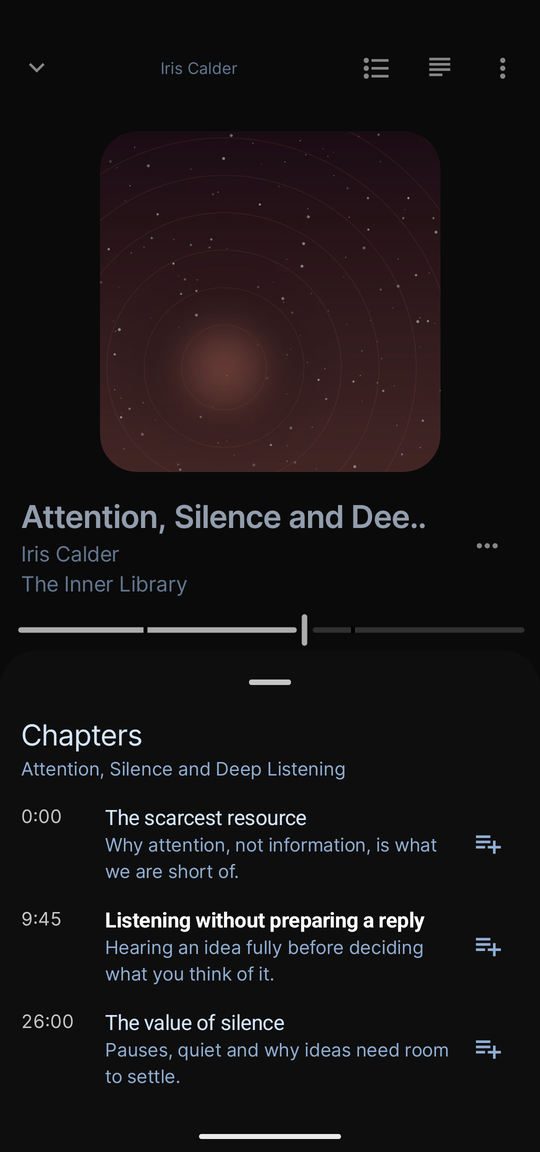 Iris Calder
Attention, Silence and Dee..
Iris Calder
The Inner Library
Chapters
Attention, Silence and Deep Listening
0:00
The scarcest resource
Why attention, not information, is what
we are short of.
9:45
Listening without preparing a reply
Hearing an idea fully before deciding
what you think of it.
26:00
The value of silence
Pauses, quiet and why ideas need room
to settle.